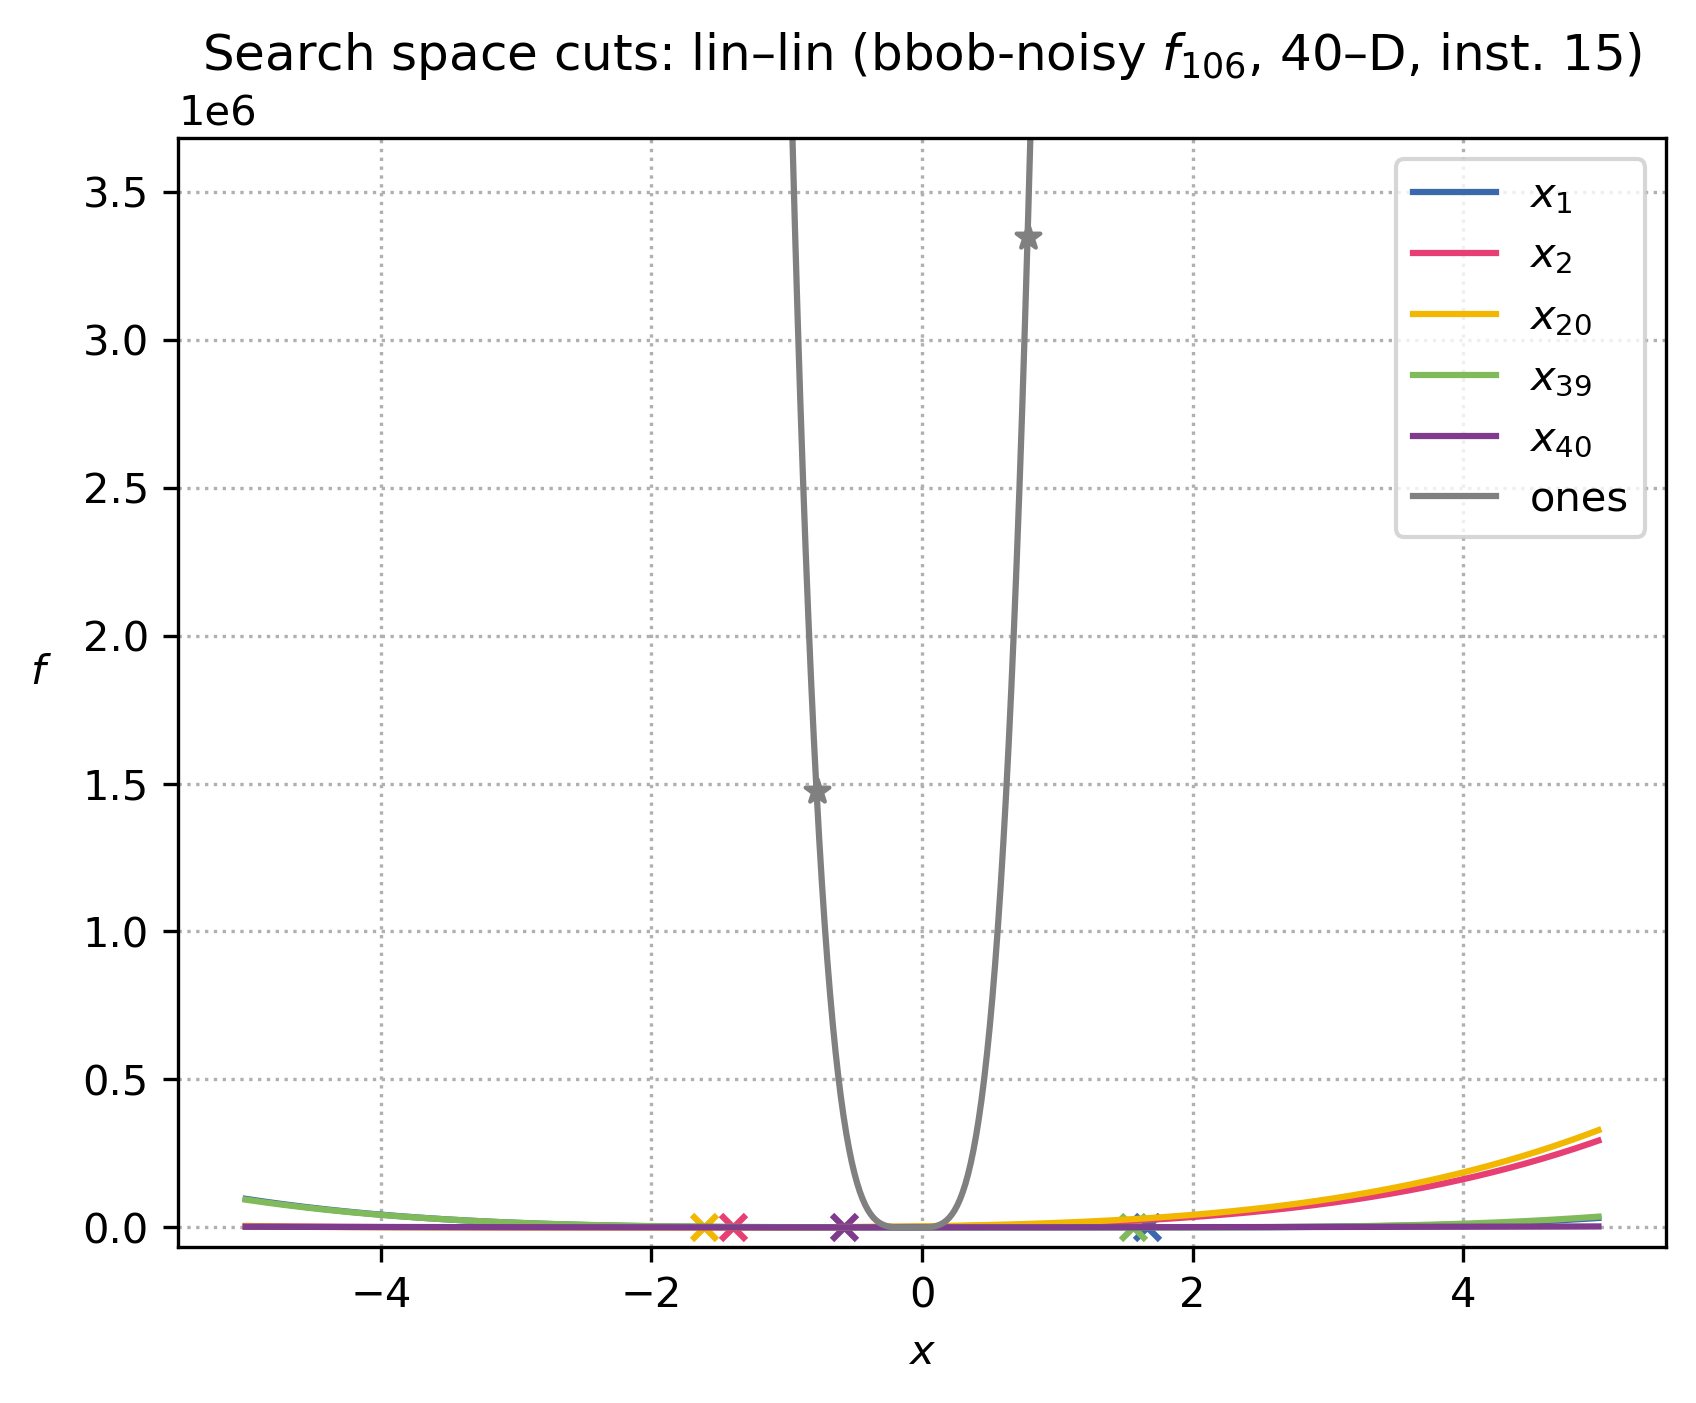 Search space cuts: lin–lin (bbob-noisy f₁₀₆, 40–D, inst. 15)
1e6
3.5
3.0
2.5
2.0
1.5
1.0
0.5
0.0
f
−4
−2
0
2
4
x
x₁
x₂
x₂₀
x₃₉
x₄₀
ones